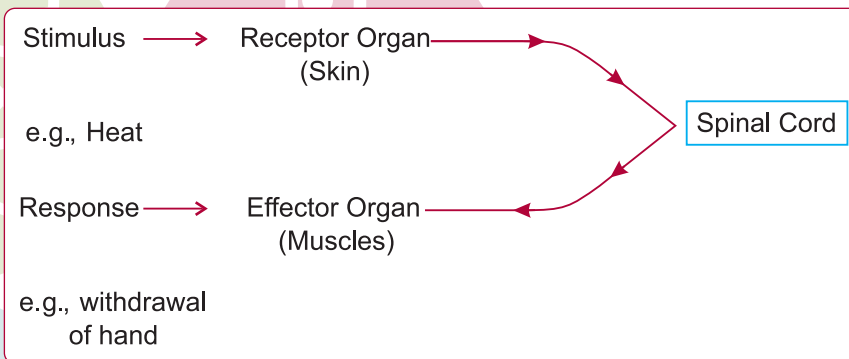 Stimulus
Receptor Organ
(Skin)
e.g., Heat
Spinal Cord
Response
Effector Organ
(Muscles)
e.g., withdrawal
of hand